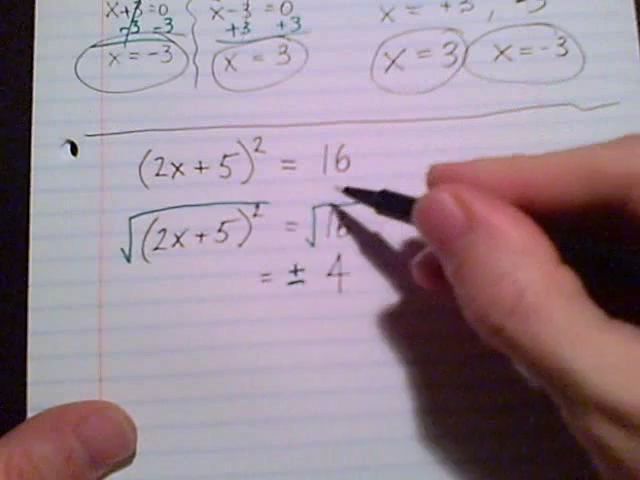 x+3=0 x-3=0 x = +3, -3
-3 -3 +3 +3
x = -3 x = 3 x = 3 x = -3
(2x+5)² = 16
√(2x+5)² = √16
= ± 4